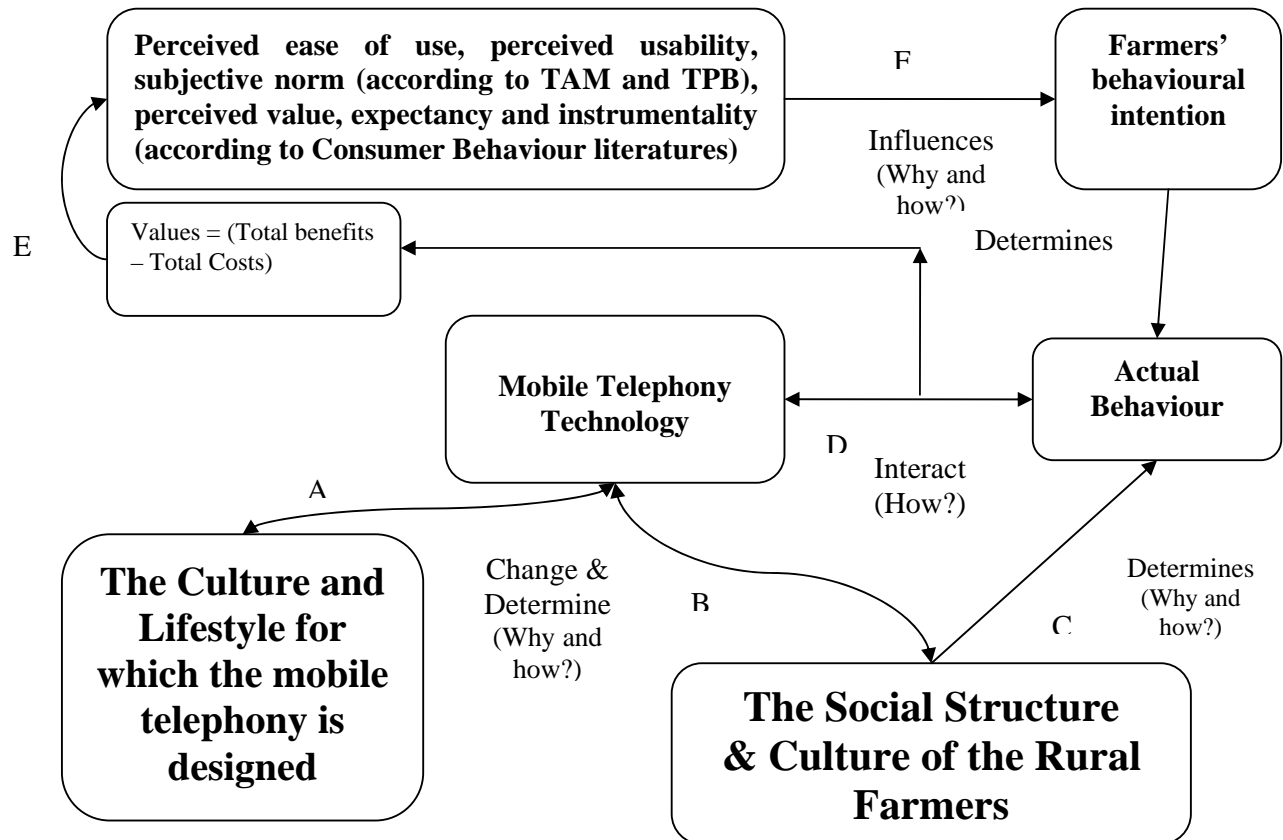 Perceived ease of use, perceived usability,
subjective norm (according to TAM and TPB),
perceived value, expectancy and instrumentality
(according to Consumer Behaviour literatures)
F
Influences
(Why and
how?)
Farmers’
behavioural
intention
E
Values = (Total benefits
– Total Costs)
Determines
Mobile Telephony
Technology
D
Interact
(How?)
Actual
Behaviour
A
The Culture and
Lifestyle for
which the mobile
telephony is
designed
Change &
Determine
(Why and
how?)
B
C
Determines
(Why and
how?)
The Social Structure
& Culture of the Rural
Farmers